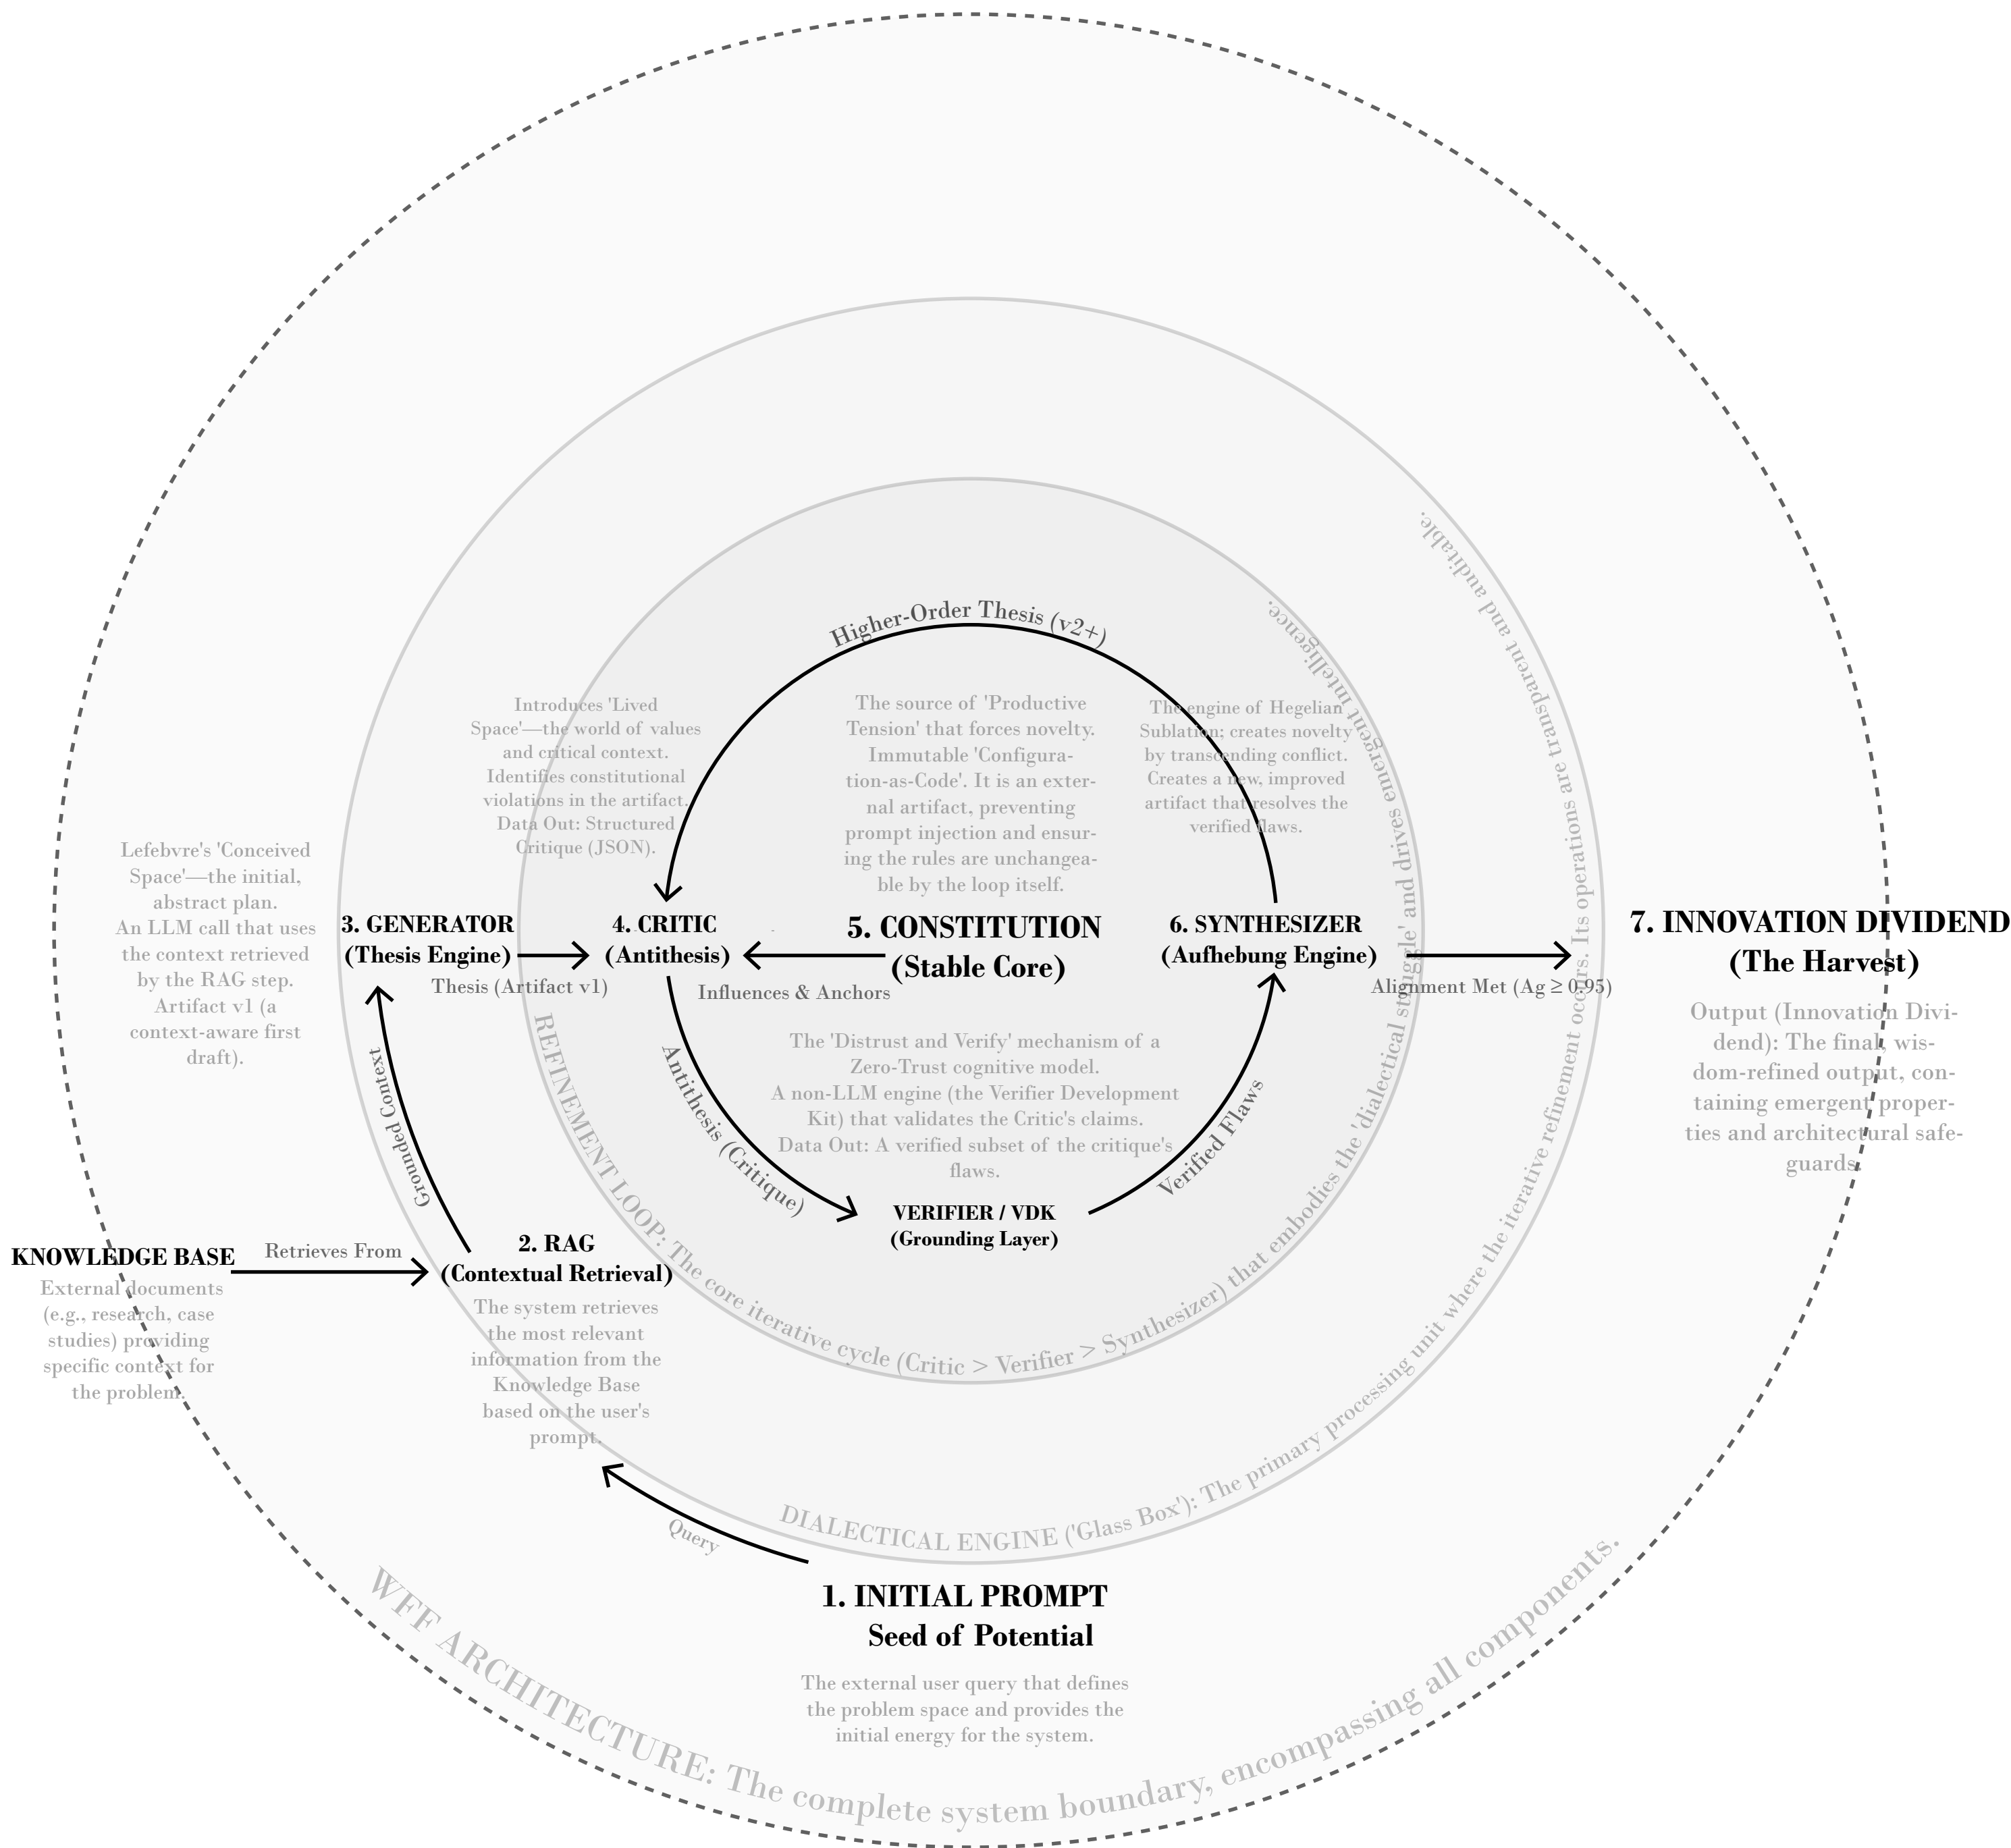 Higher-Order Thesis (v2+)
Introduces 'Lived
Space'—the world of values
and critical context.
Identifies constitutional
violations in the artifact.
Data Out: Structured
Critique (JSON).
The source of 'Productive
Tension' that forces novelty.
Immutable 'Configura-
tion-as-Code'. It is an exter-
nal artifact, preventing
prompt injection and ensur-
ing the rules are unchangea-
ble by the loop itself.
The engine of Hegelian
Sublation; creates novelty
by transcending conflict.
Creates a new, improved
artifact that resolves the
verified flaws.
Lefebvre's 'Conceived
Space'—the initial,
abstract plan.
An LLM call that uses
the context retrieved
by the RAG step.
Artifact v1 (a
context-aware first
draft).
3. GENERATOR
(Thesis Engine)
Thesis (Artifact v1)
4. CRITIC
(Antithesis)
Influences & Anchors
5. CONSTITUTION
(Stable Core)
6. SYNTHESIZER
(Aufhebung Engine)
Alignment Met (Ag ≥ 0.95)
7. INNOVATION DIVIDEND
(The Harvest)
Output (Innovation Divi-
dend): The final, wis-
dom-refined output, con-
taining emergent proper-
ties and architectural safe-
guards.
The 'Distrust and Verify' mechanism of a
Zero-Trust cognitive model.
A non-LLM engine (the Verifier Development
Kit) that validates the Critic's claims.
Data Out: A verified subset of the critique's
flaws.
Antithesis (Critique)
Verified Flaws
VERIFIER / VDK
(Grounding Layer)
Grounded Context
KNOWLEDGE BASE
Retrieves From
External documents
(e.g., research, case
studies) providing
specific context for
the problem.
2. RAG
(Contextual Retrieval)
The system retrieves
the most relevant
information from the
Knowledge Base
based on the user's
prompt.
REFINEMENT LOOP: The core iterative cycle (Critic > Verifier > Synthesizer) that embodies the 'dialectical struggle' and drives emergent intelligence.
DIALECTICAL ENGINE ('Glass Box'): The primary processing unit where the iterative refinement occurs. Its operations are transparent and auditable.
Query
1. INITIAL PROMPT
Seed of Potential
The external user query that defines
the problem space and provides the
initial energy for the system.
WFF ARCHITECTURE: The complete system boundary, encompassing all components.